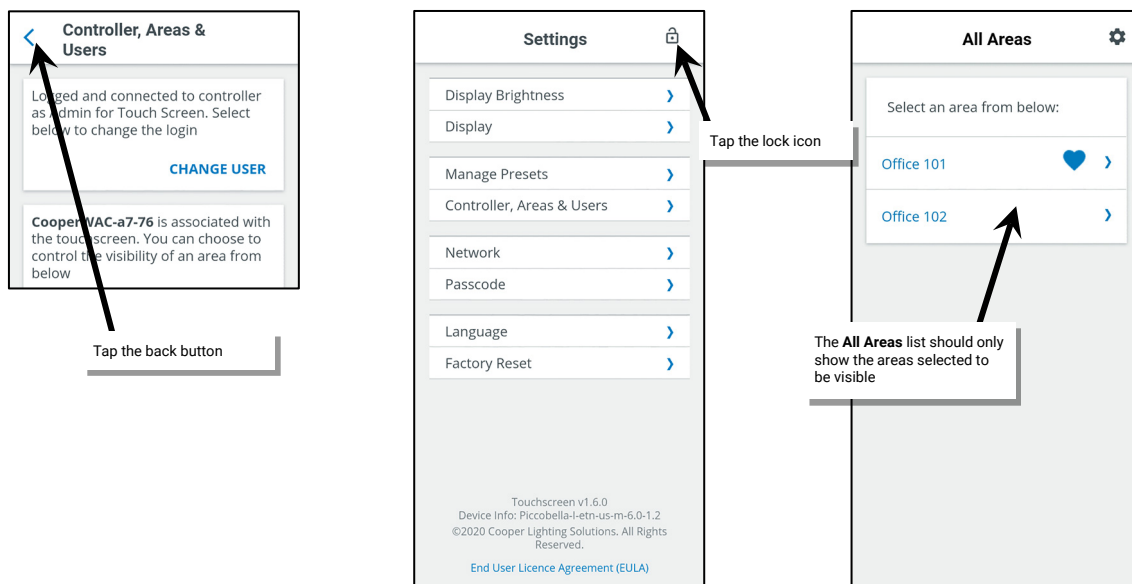 Controller, Areas &
Users
Logged and connected to controller
as Admin for Touch Screen. Select
below to change the login
CHANGE USER
CooperWAC-a7-76 is associated with
the touchscreen. You can choose to
control the visibility of an area from
below
Tap the back button
Settings
Display Brightness
Display
Manage Presets
Controller, Areas & Users
Network
Passcode
Language
Factory Reset
Touchscreen v1.6.0
Device Info: Piccobella-l-etn-us-m-6.0-1.2
©2020 Cooper Lighting Solutions. All Rights
Reserved.
End User Licence Agreement (EULA)
Tap the lock icon
All Areas
Select an area from below:
Office 101
Office 102
The All Areas list should only
show the areas selected to
be visible